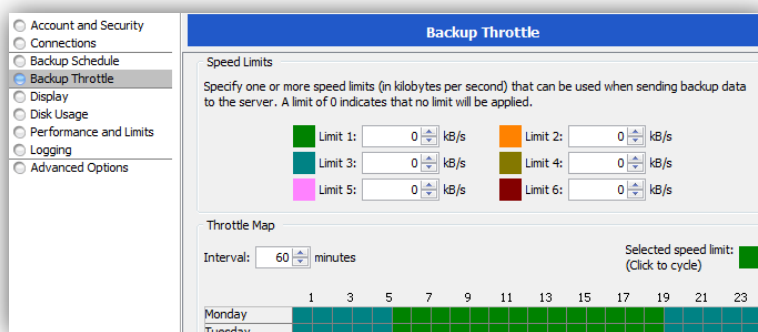 Account and Security
Connections
Backup Schedule
Backup Throttle
Display
Disk Usage
Performance and Limits
Logging
Advanced Options
Backup Throttle
Speed Limits
Specify one or more speed limits (in kilobytes per second) that can be used when sending backup data
to the server. A limit of 0 indicates that no limit will be applied.
Limit 1: 0 kB/s Limit 2: 0 kB/s
Limit 3: 0 kB/s Limit 4: 0 kB/s
Limit 5: 0 kB/s Limit 6: 0 kB/s
Throttle Map
Interval: 60 minutes
Selected speed limit:
(Click to cycle)
1 3 5 7 9 11 13 15 17 19 21 23
Monday
Tuesday